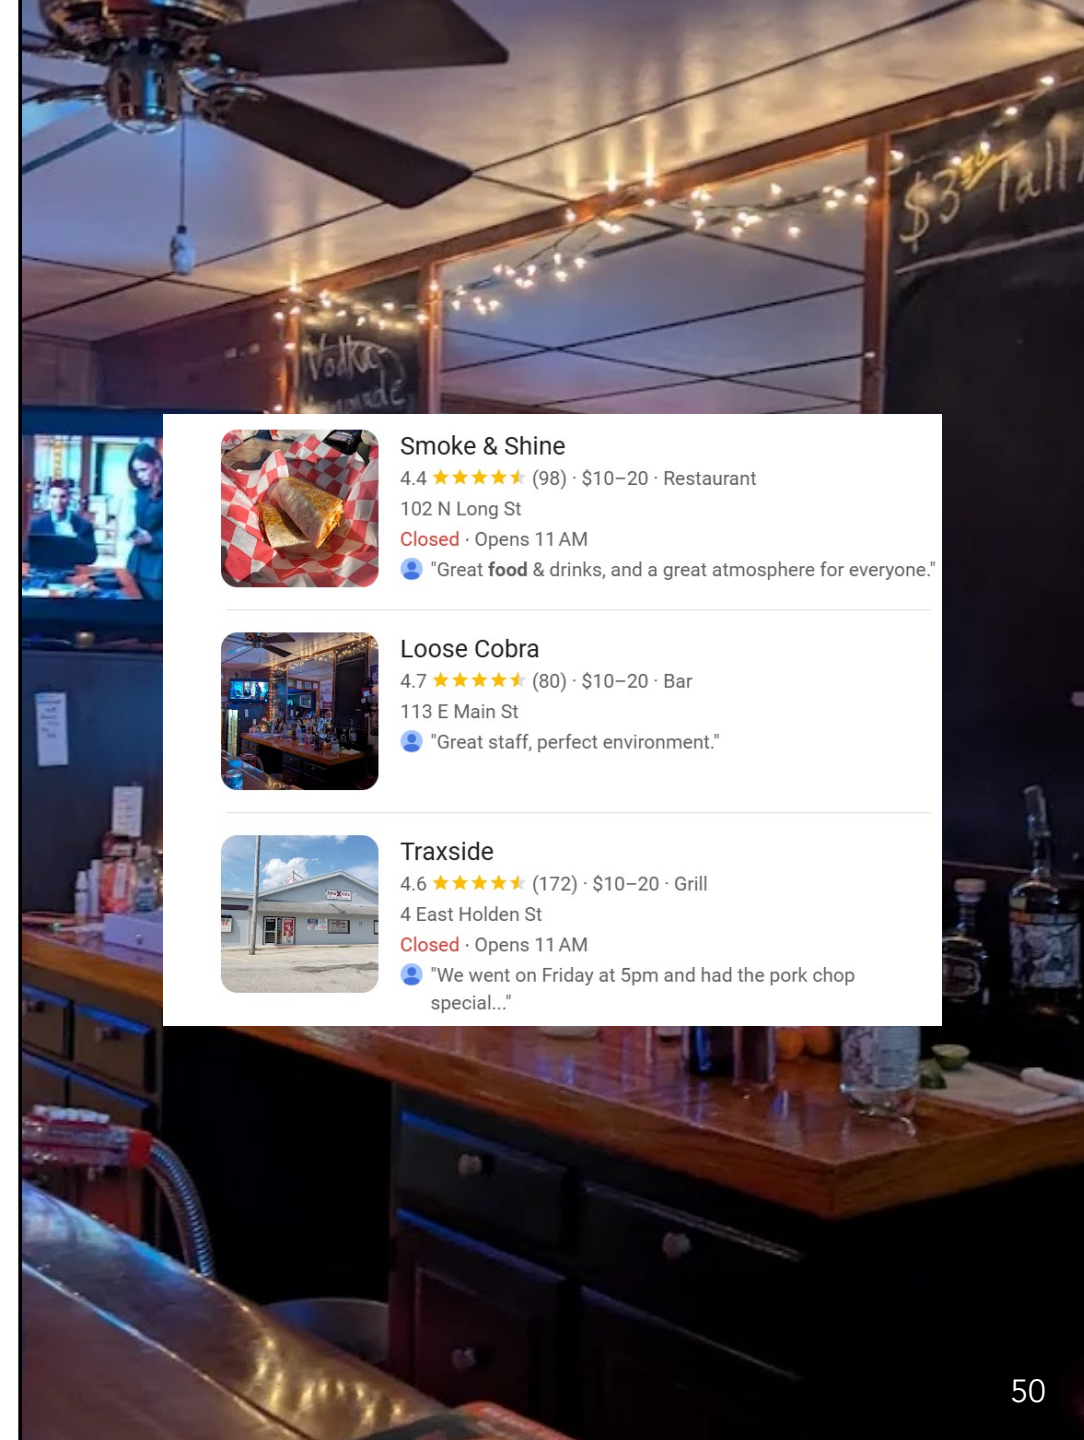 $3⁵⁰ Tall
Vodka
Smoke & Shine
4.4 ★★★★★ (98) · $10–20 · Restaurant
102 N Long St
Closed · Opens 11 AM
"Great food & drinks, and a great atmosphere for everyone."
Loose Cobra
4.7 ★★★★★ (80) · $10–20 · Bar
113 E Main St
"Great staff, perfect environment."
Traxside
4.6 ★★★★★ (172) · $10–20 · Grill
4 East Holden St
Closed · Opens 11 AM
"We went on Friday at 5pm and had the pork chop
special..."
50